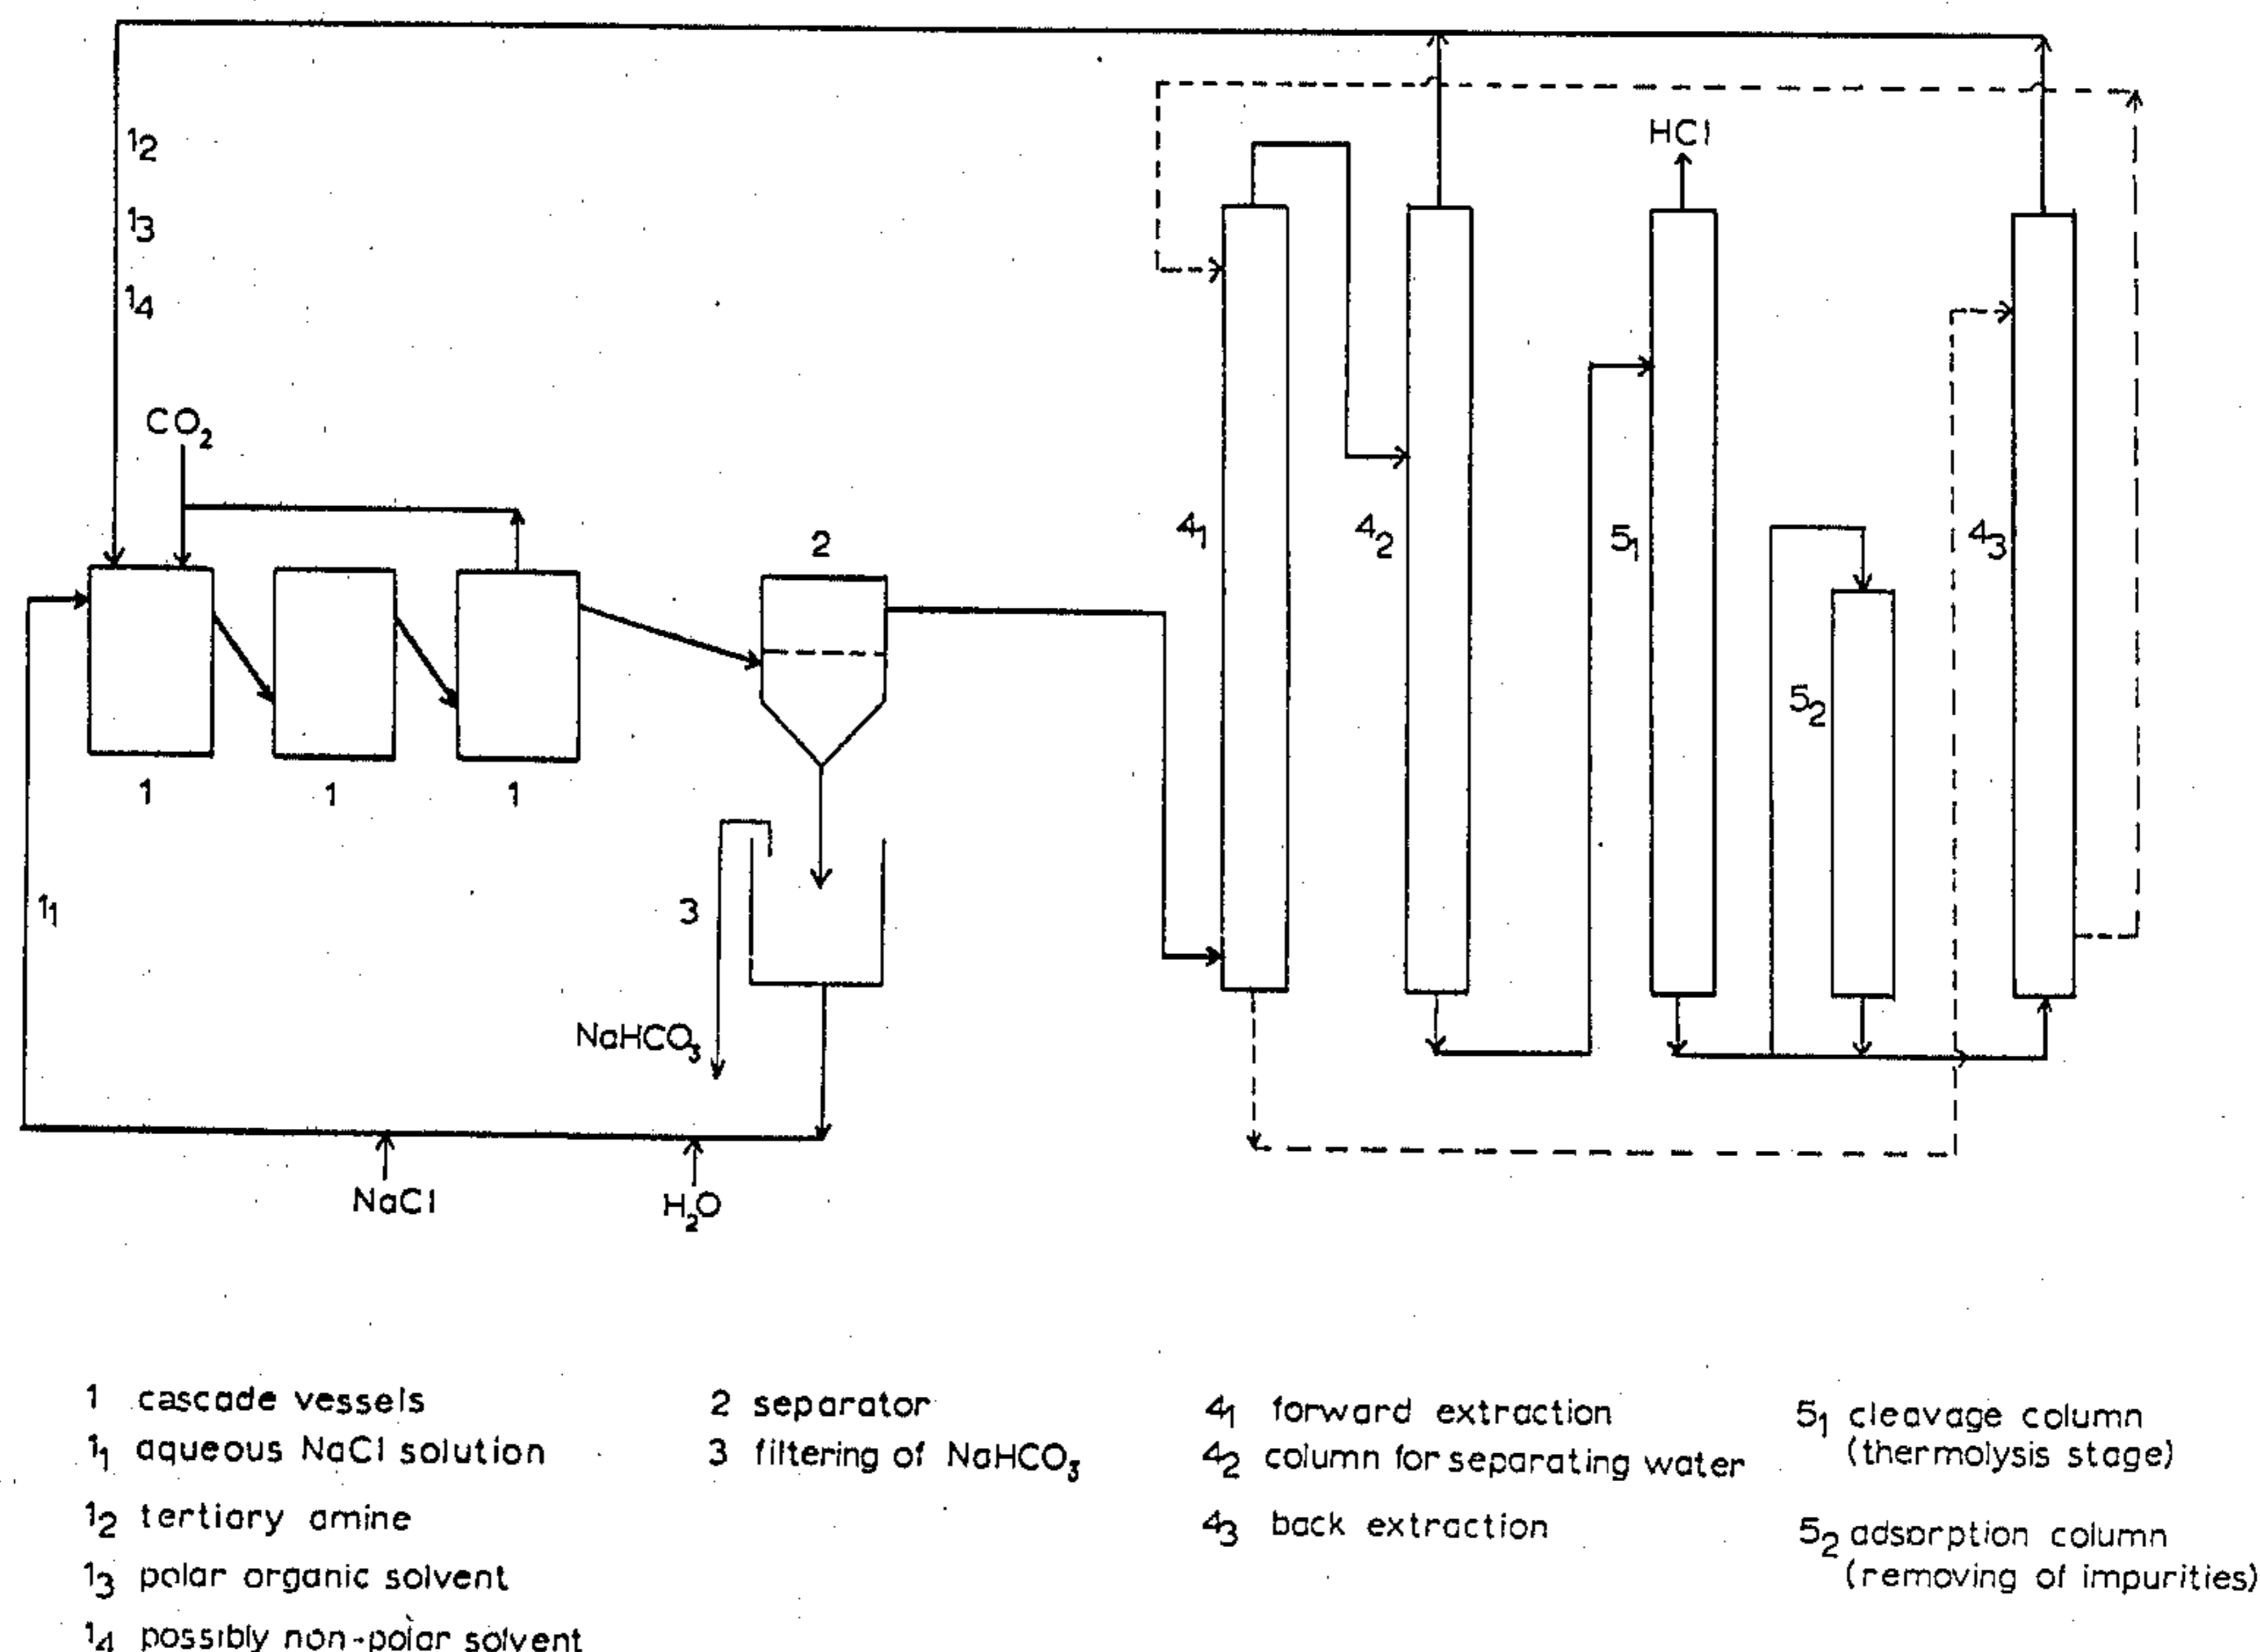 1₂
1₃
1₄
HCl
CO₂
2
4₁
4₂
5₁
4₃
5₂
1
1
1
1₁
3
NaHCO₃
NaCl
H₂O
1 cascade vessels
1₁ aqueous NaCl solution
1₂ tertiary amine
1₃ polar organic solvent
1₄ possibly non-polar solvent
2 separator
3 filtering of NaHCO₃
4₁ forward extraction
4₂ column for separating water
4₃ back extraction
5₁ cleavage column
(thermolysis stage)
5₂ adsorption column
(removing of impurities)